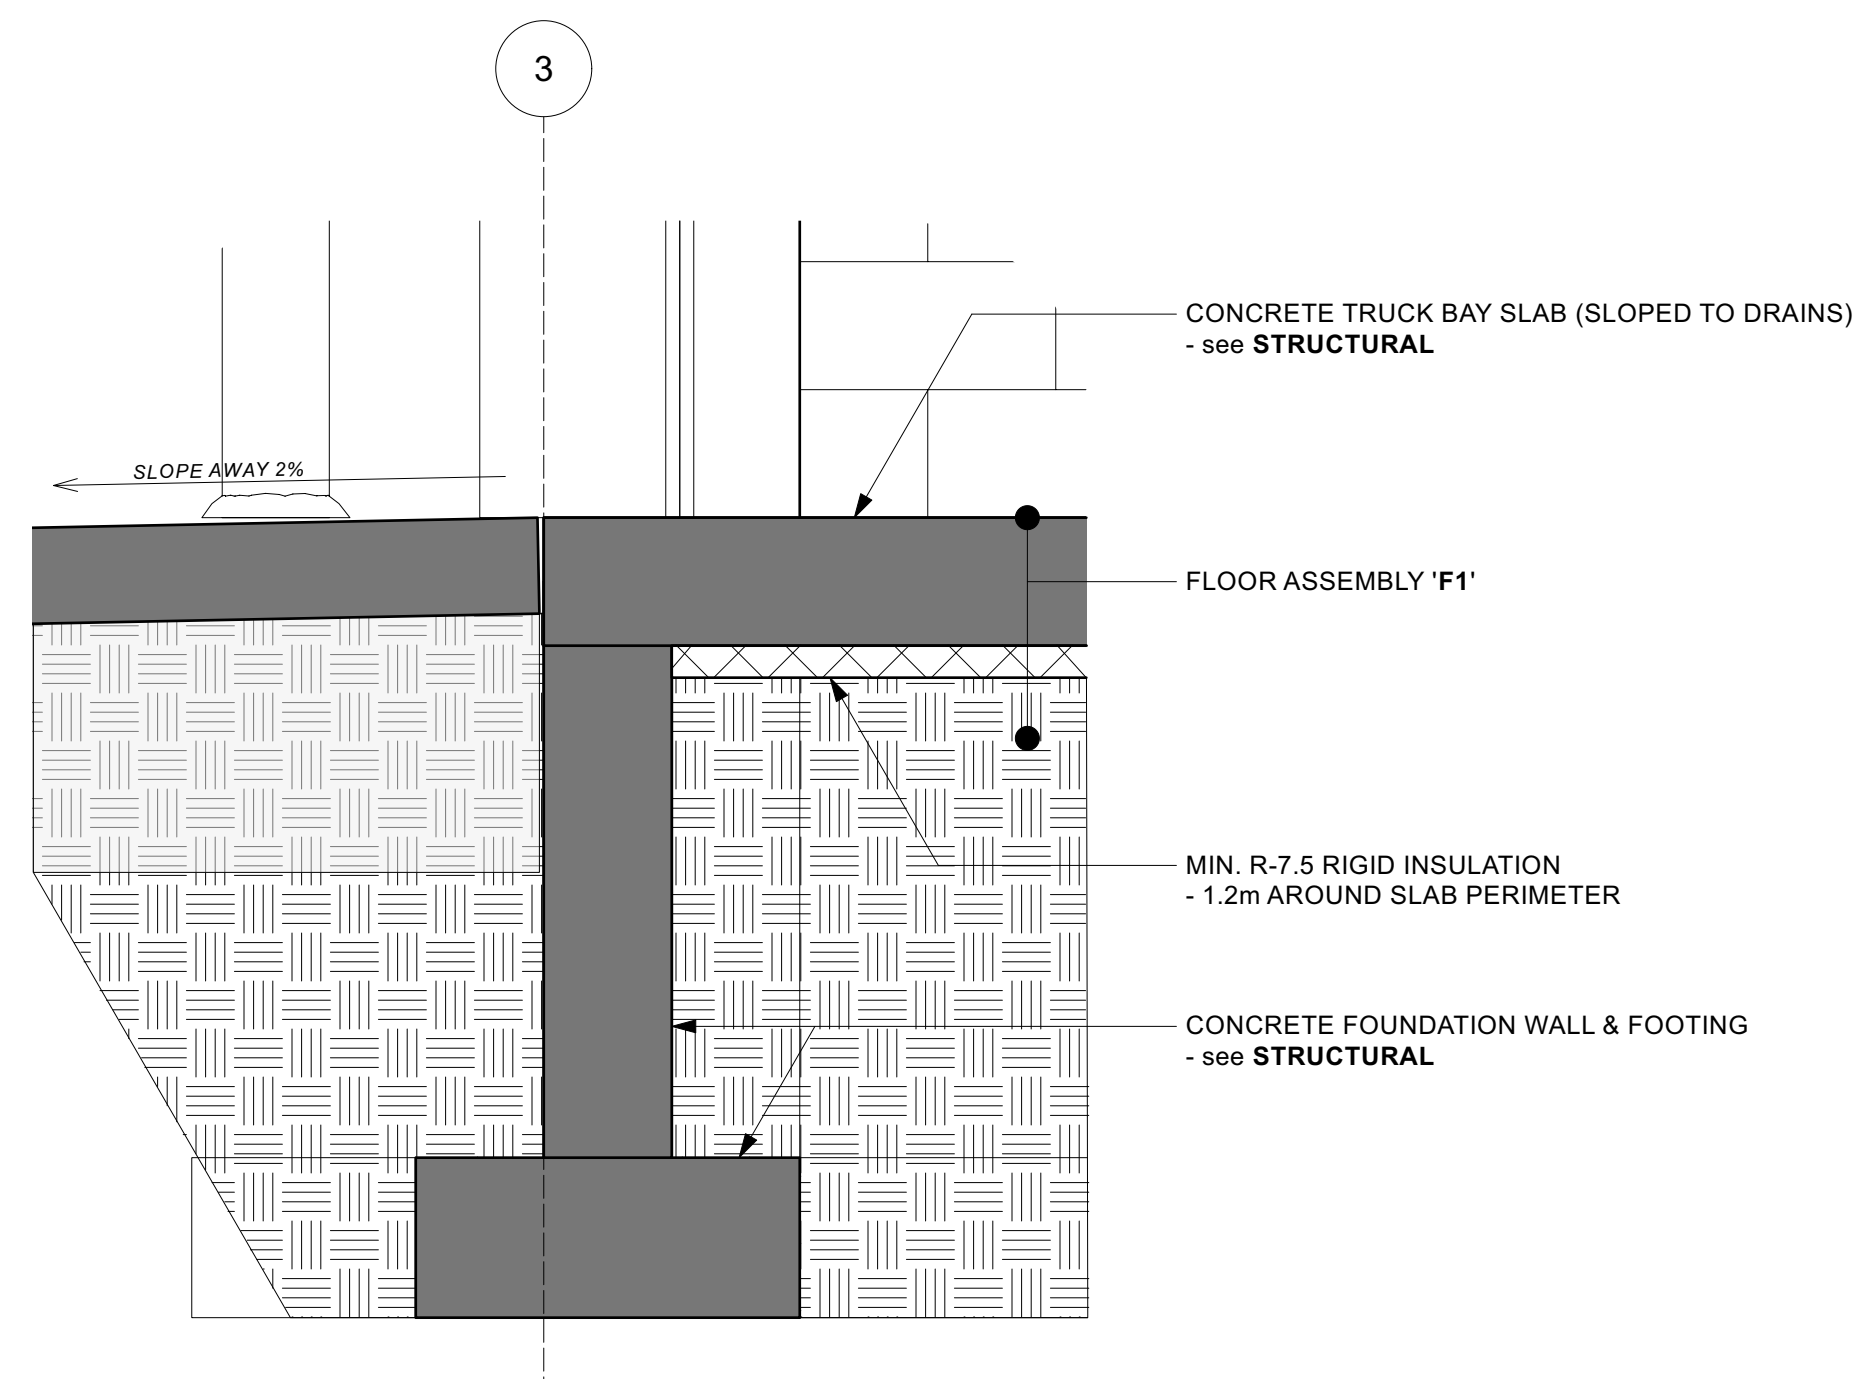 3
CONCRETE TRUCK BAY SLAB (SLOPED TO DRAINS)
- see STRUCTURAL
SLOPE AWAY 2%
FLOOR ASSEMBLY 'F1'
MIN. R-7.5 RIGID INSULATION
- 1.2m AROUND SLAB PERIMETER
CONCRETE FOUNDATION WALL & FOOTING
- see STRUCTURAL